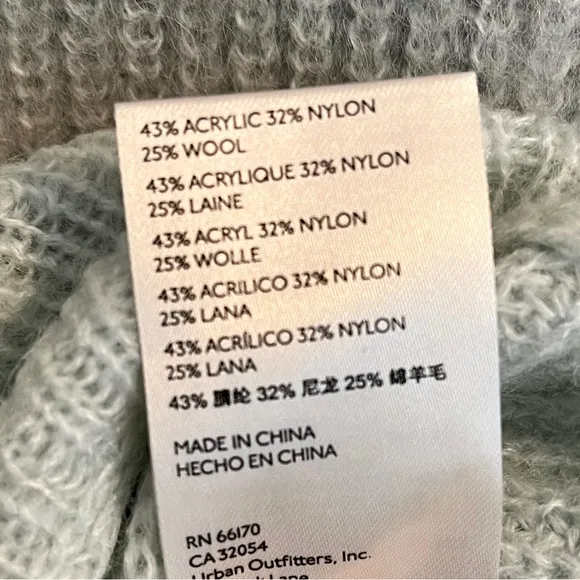 43% ACRYLIC 32% NYLON
25% WOOL
43% ACRYLIQUE 32% NYLON
25% LAINE
43% ACRYL 32% NYLON
25% WOLLE
43% ACRILICO 32% NYLON
25% LANA
43% ACRÍLICO 32% NYLON
25% LANA
43% 腈纶 32% 尼龙 25% 绵羊毛
MADE IN CHINA
HECHO EN CHINA
RN 66170
CA 32054
Urban Outfitters, Inc.
Lane